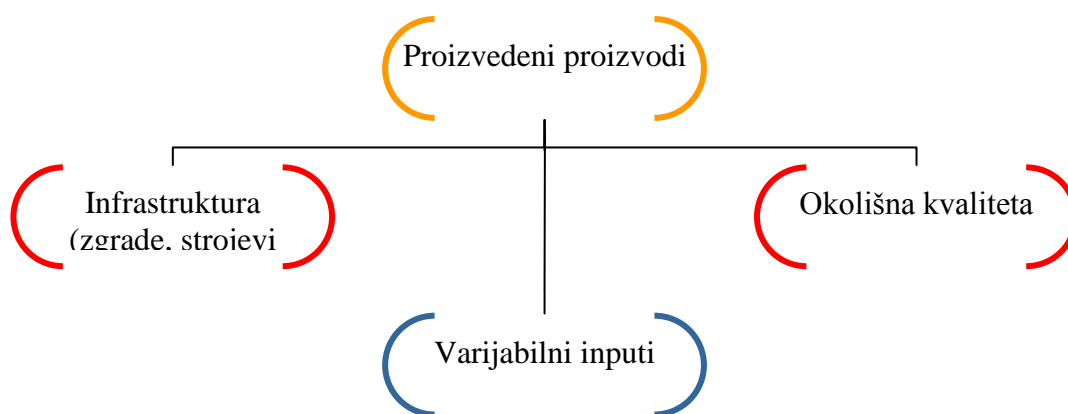 Proizvedeni proizvodi
Infrastruktura
(zgrade, strojevi
Okolišna kvaliteta
Varijabilni inputi